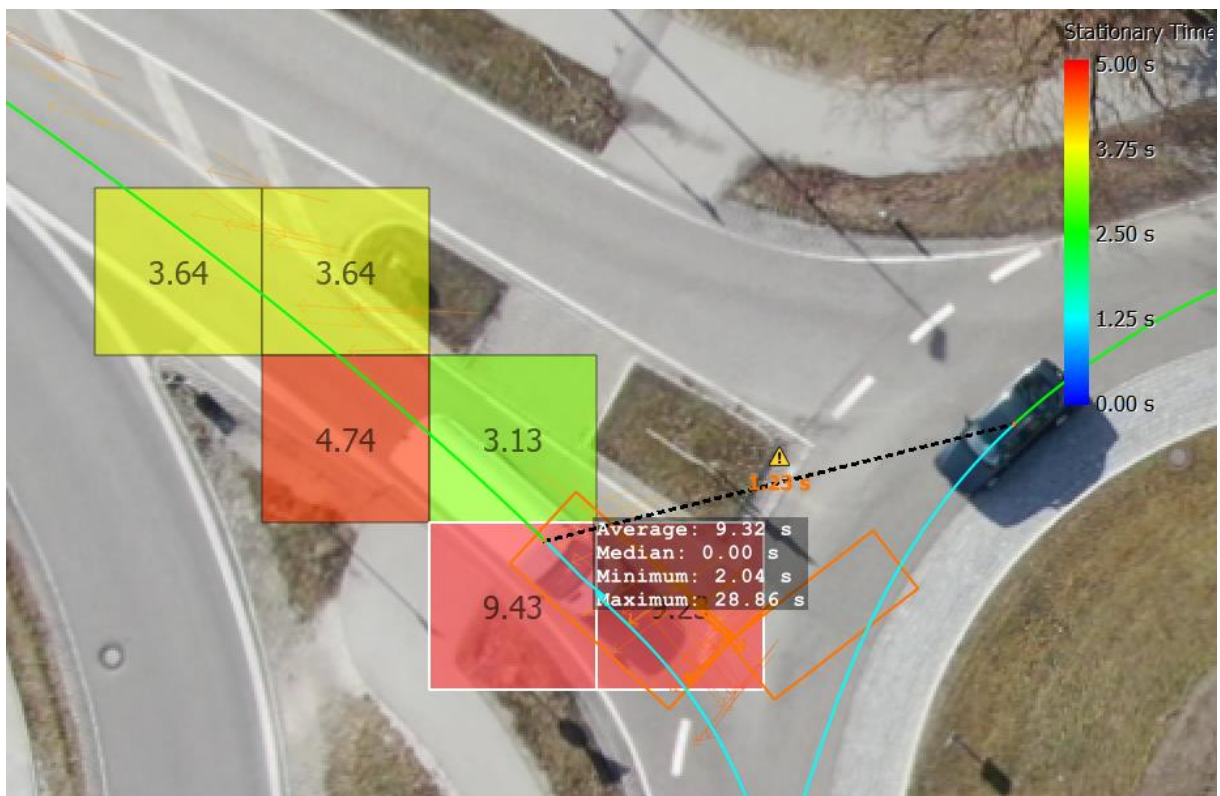 Stationary Time
5.00 s
3.75 s
2.50 s
1.25 s
0.00 s
3.64
3.64
4.74
3.13
1.23 s
Average: 9.32 s
Median: 0.00 s
Minimum: 2.04 s
Maximum: 28.86 s
9.43